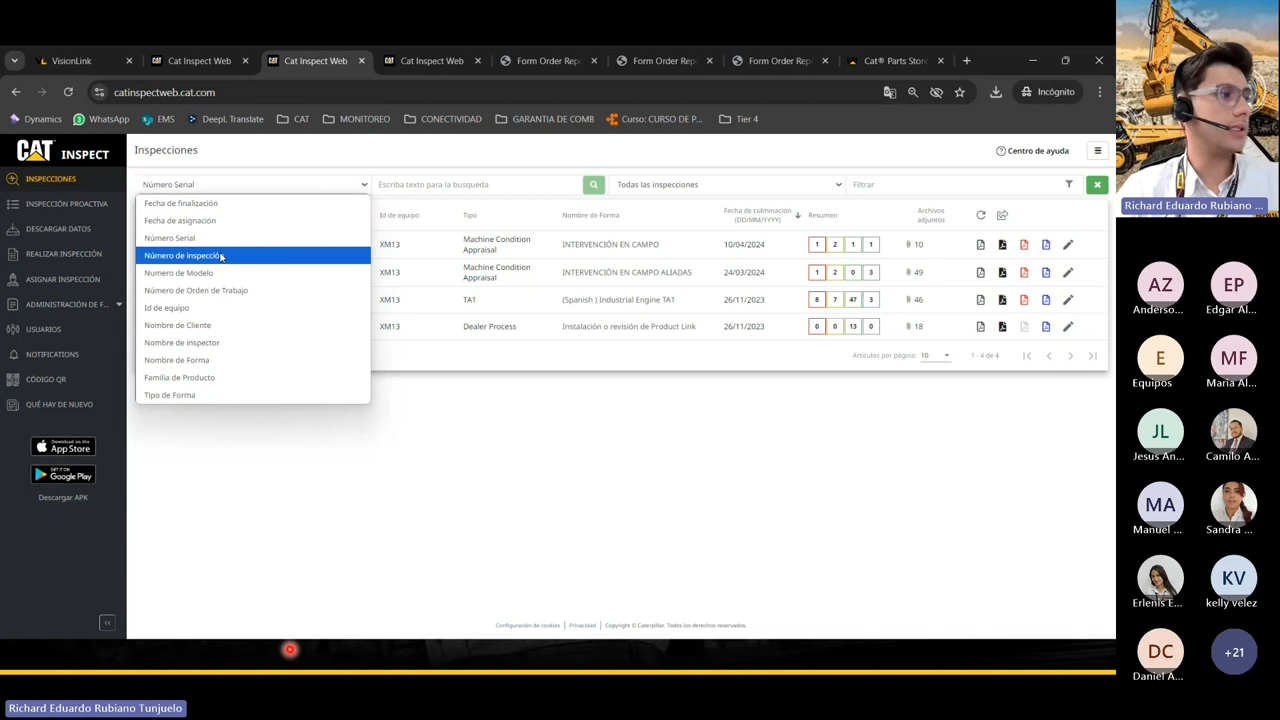 VisionLink
Cat Inspect Web
Cat Inspect Web
Cat Inspect Web
Form Order Rep
Form Order Rep
Form Order Rep
Cat® Parts Store
catinspectweb.cat.com
Incógnito
Dynamics
WhatsApp
EMS
DeepL Translate
CAT
MONITOREO
CONECTIVIDAD
GARANTIA DE COMB
Curso: CURSO DE P...
Tier 4
CAT INSPECT
INSPECCIONES
INSPECCIÓN PROACTIVA
DESCARGAR DATOS
REALIZAR INSPECCIÓN
ASIGNAR INSPECCIÓN
ADMINISTRACIÓN DE F...
USUARIOS
NOTIFICATIONS
CÓDIGO QR
QUÉ HAY DE NUEVO
Download on the
App Store
GET IT ON
Google Play
Descargar APK
Inspecciones
Centro de ayuda
Número Serial
Escriba texto para la busqueda
Todas las inspecciones
Filtrar
Fecha de finalización
Fecha de asignación
Número Serial
Número de inspección
Numero de Modelo
Número de Orden de Trabajo
Id de equipo
Nombre de Cliente
Nombre de inspector
Nombre de Forma
Familia de Producto
Tipo de Forma
Id de equipo
Tipo
Nombre de Forma
Fecha de culminación
(DD/MM/YYYY)
Resumen
Archivos
adjuntos
XM13
Machine Condition
Appraisal
INTERVENCIÓN EN CAMPO
10/04/2024
1 2 1 1
10
XM13
Machine Condition
Appraisal
INTERVENCIÓN EN CAMPO ALIADAS
24/03/2024
1 2 0 3
49
XM13
TA1
(Spanish ) Industrial Engine TA1
26/11/2023
8 7 47 3
46
XM13
Dealer Process
Instalación o revisión de Product Link
26/11/2023
0 0 13 0
18
Artículos por página:
10
1 - 4 de 4
Configuración de cookies
Privacidad
Copyright © Caterpillar. Todos los derechos reservados.
Richard Eduardo Rubiano ...
AZ
Anderso...
EP
Edgar Al...
E
Equipos
MF
Maria Al...
JL
Jesus An...
Camilo A...
MA
Manuel ...
Sandra ...
Erlenis E...
KV
kelly velez
DC
Daniel A...
+21
Richard Eduardo Rubiano Tunjuelo